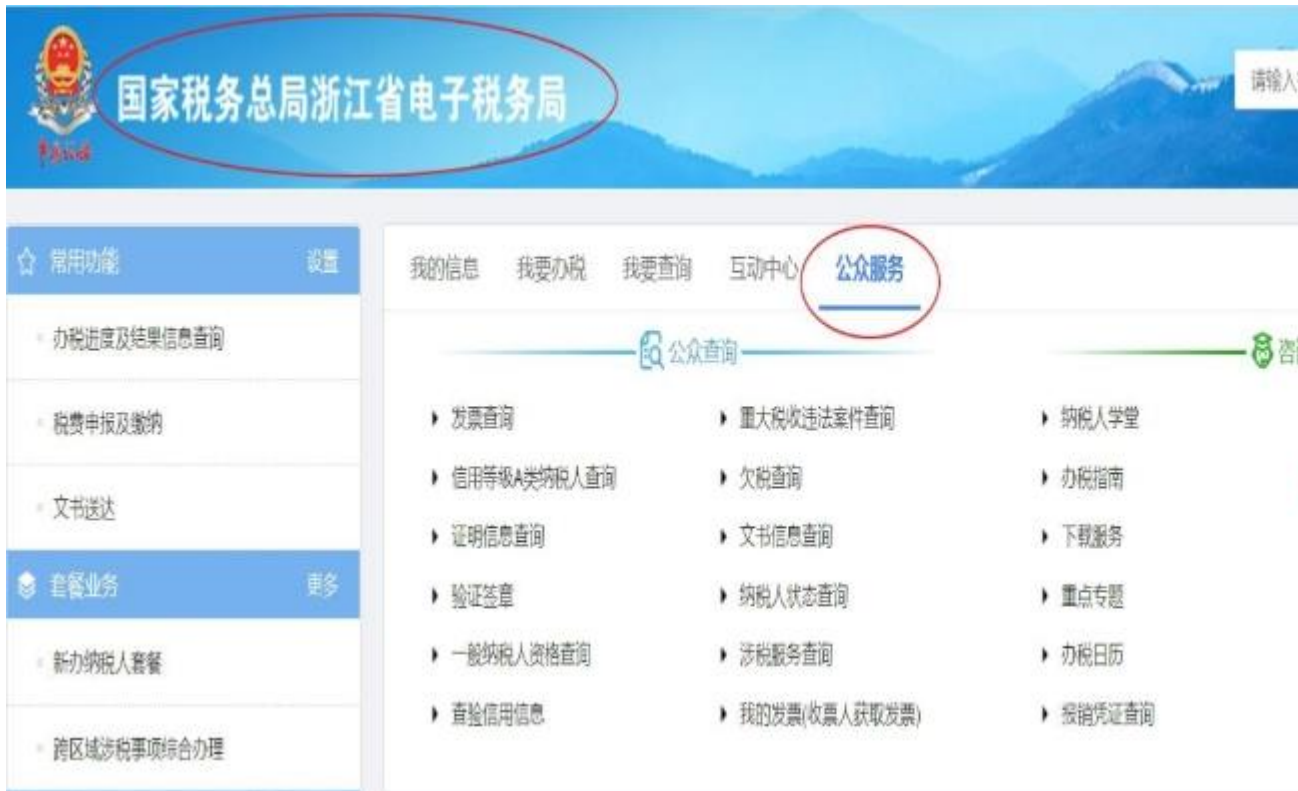 国家税务总局浙江省电子税务局
请输入
常用功能 设置
办税进度及结果信息查询
税费申报及缴纳
文书送达
套餐业务 更多
新办纳税人套餐
跨区域涉税事项综合办理
我的信息 我要办税 我要查询 互动中心 公众服务
公众查询 咨
发票查询 重大税收违法案件查询 纳税人学堂
信用等级A类纳税人查询 欠税查询 办税指南
证明信息查询 文书信息查询 下载服务
验证签章 纳税人状态查询 重点专题
一般纳税人资格查询 涉税服务查询 办税日历
查验信用信息 我的发票(收票人获取发票) 报销凭证查询